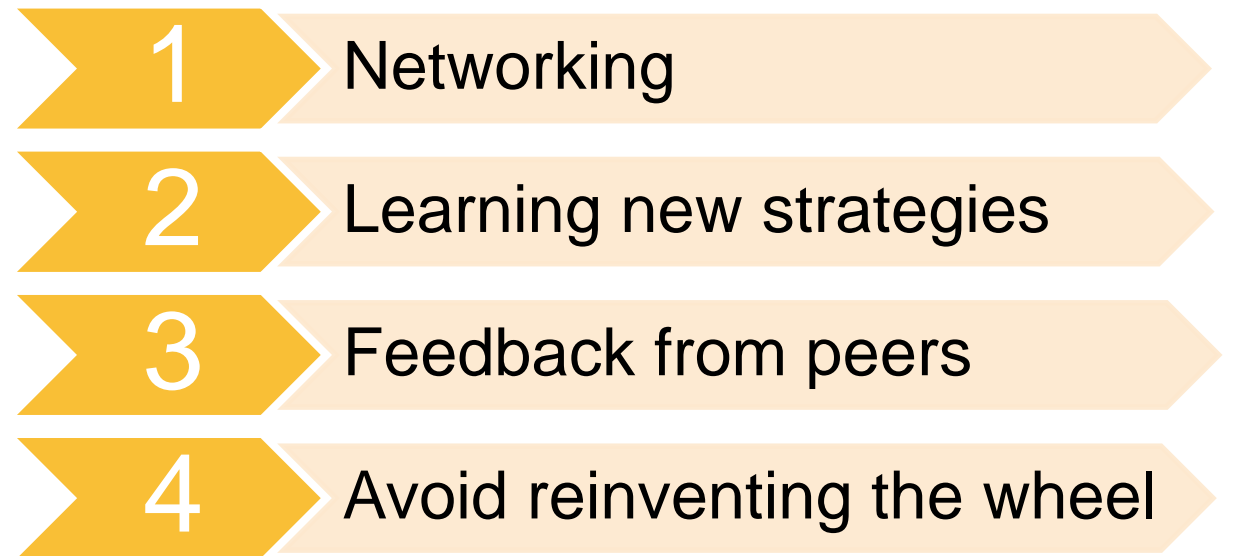 1 Networking
2 Learning new strategies
3 Feedback from peers
4 Avoid reinventing the wheel